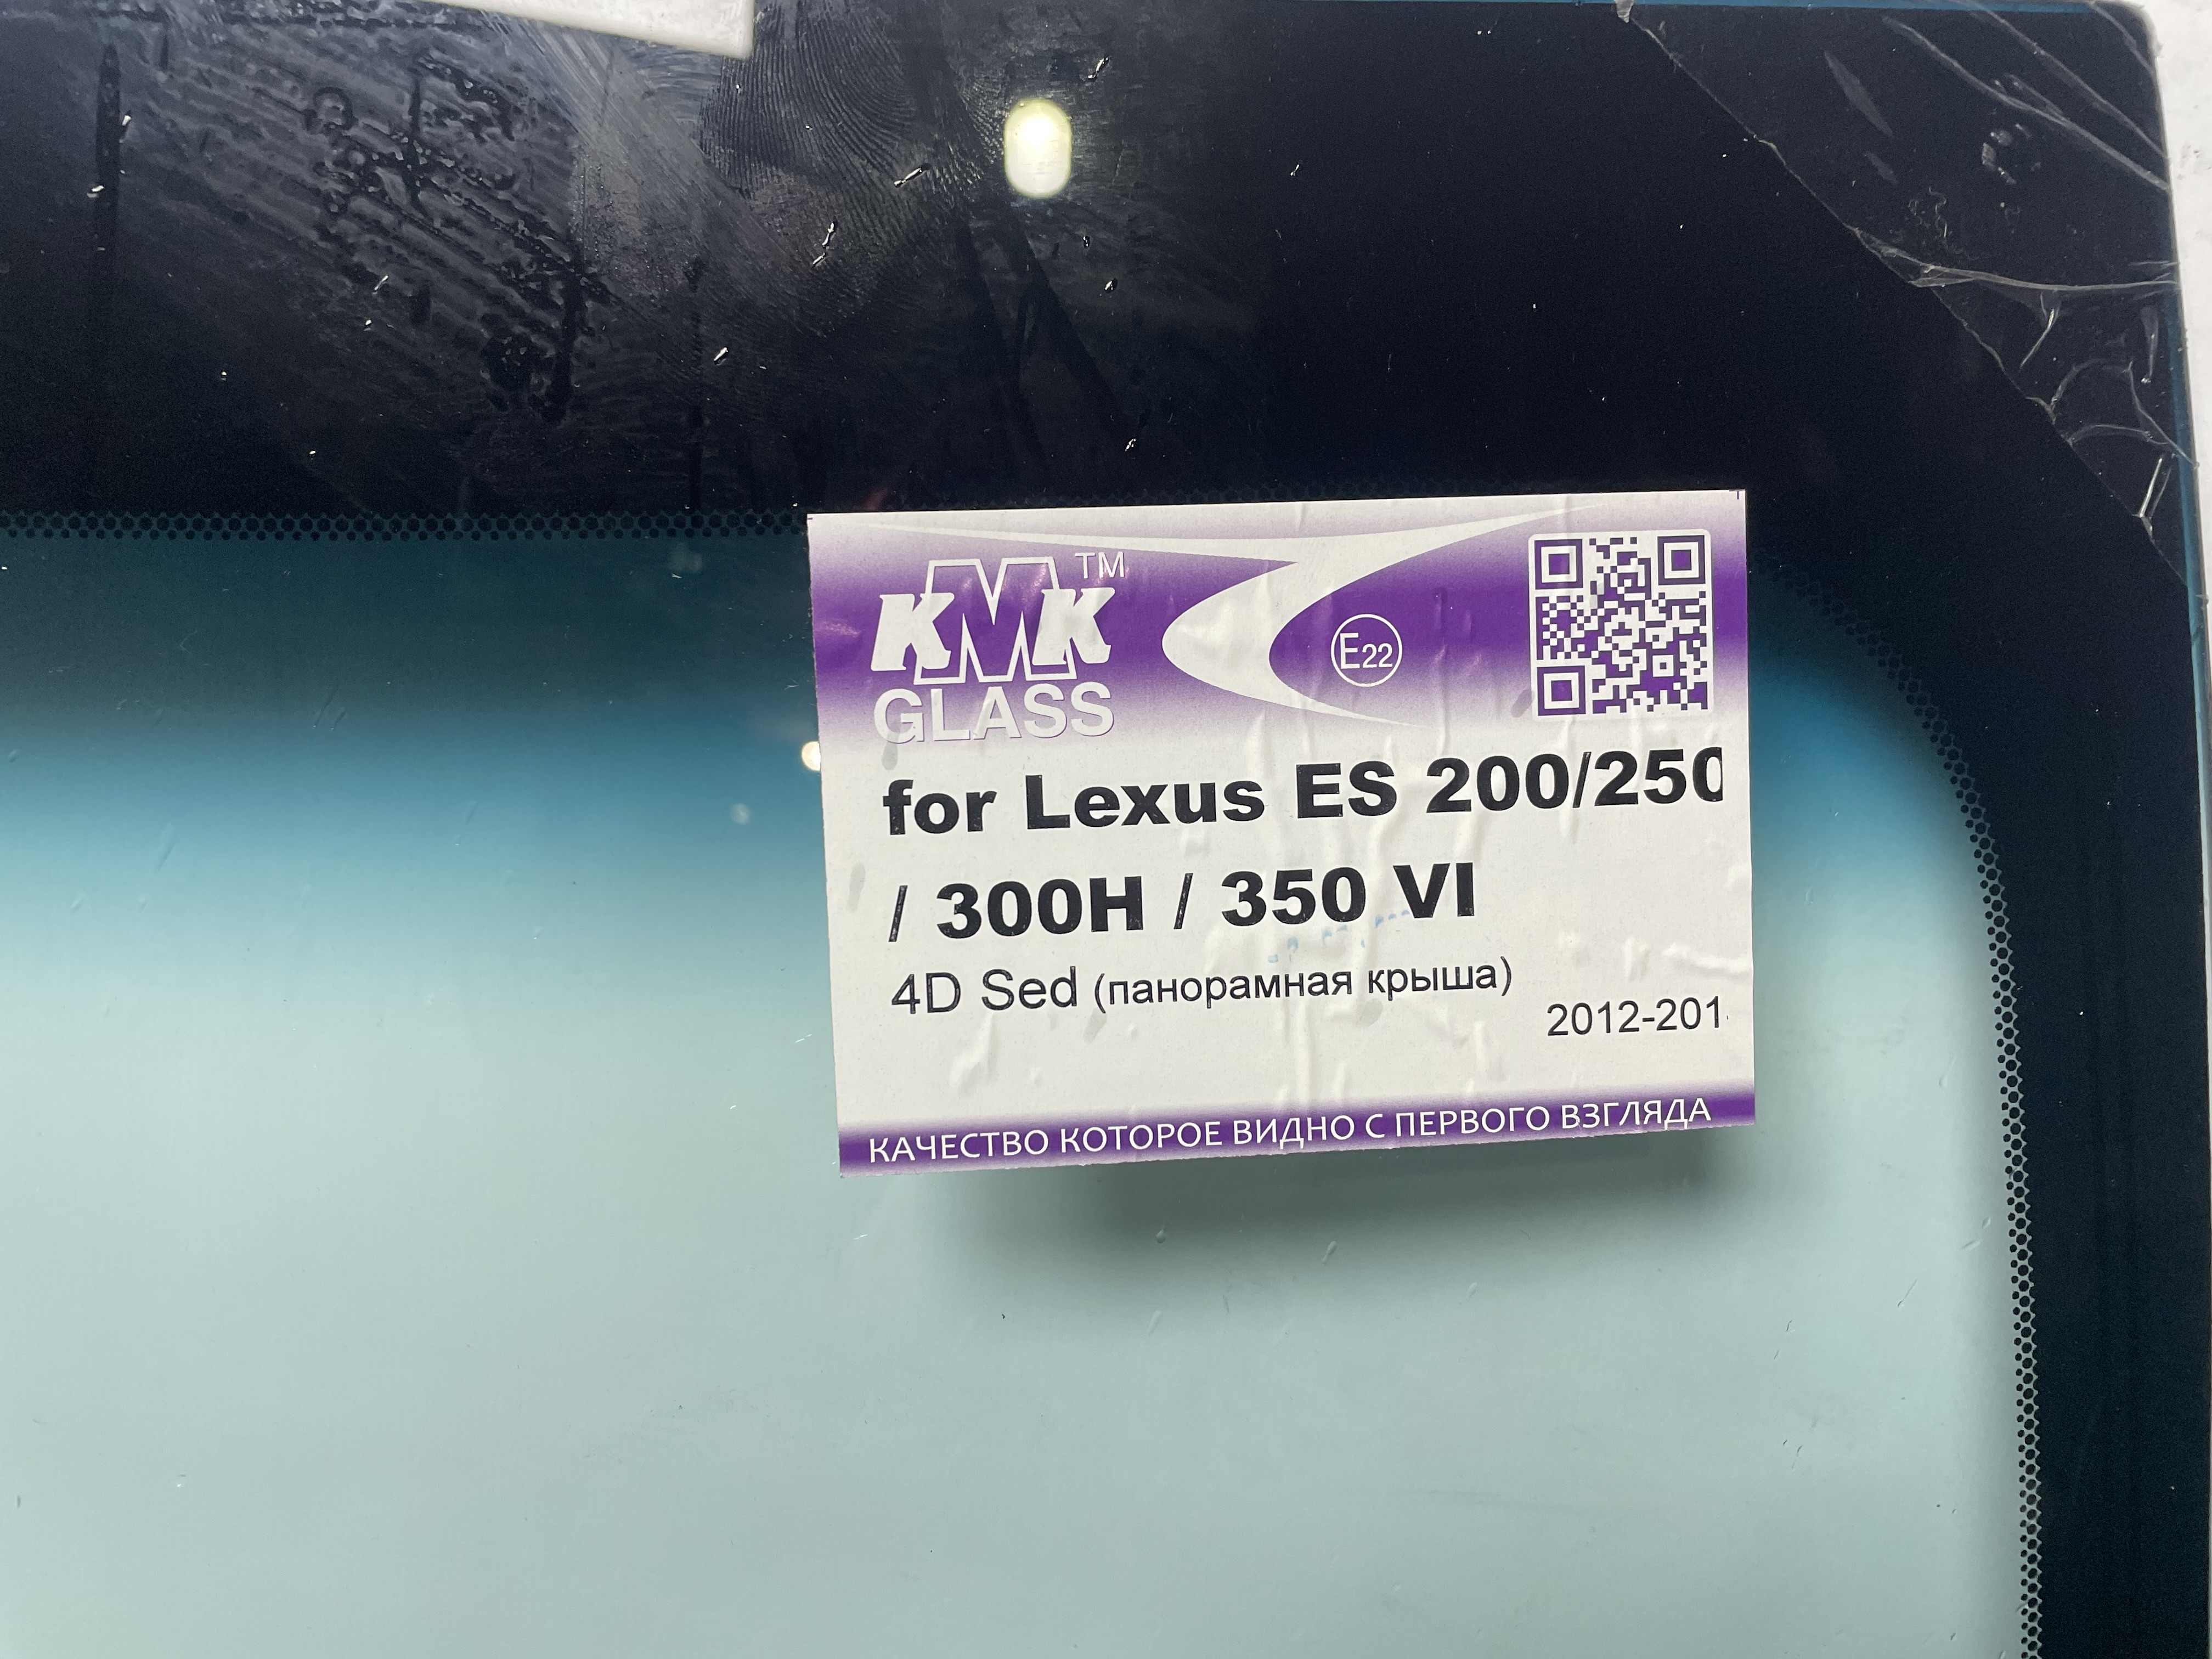 KMK™
GLASS
E22
for Lexus ES 200/250
/ 300H / 350 VI
4D Sed (панорамная крыша)
2012-201
КАЧЕСТВО КОТОРОЕ ВИДНО С ПЕРВОГО ВЗГЛЯДА